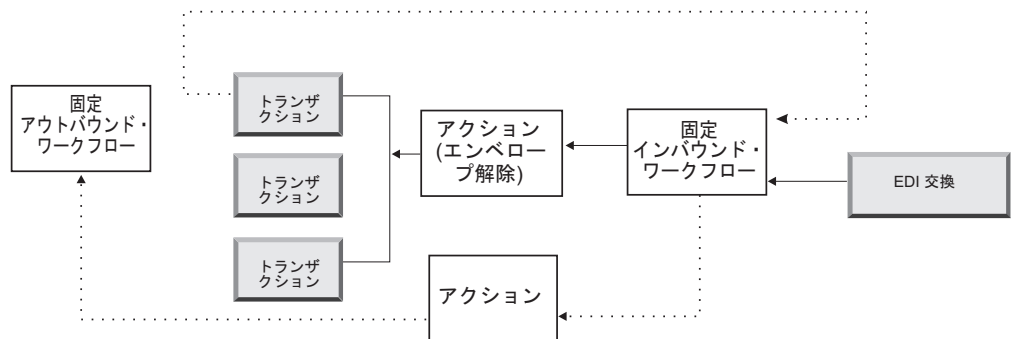 固定
アウトバウンド・
ワークフロー
トランザ
クション
トランザ
クション
トランザ
クション
アクション
(エンベロー
プ解除)
固定
インバウンド・
ワークフロー
EDI 交換
アクション